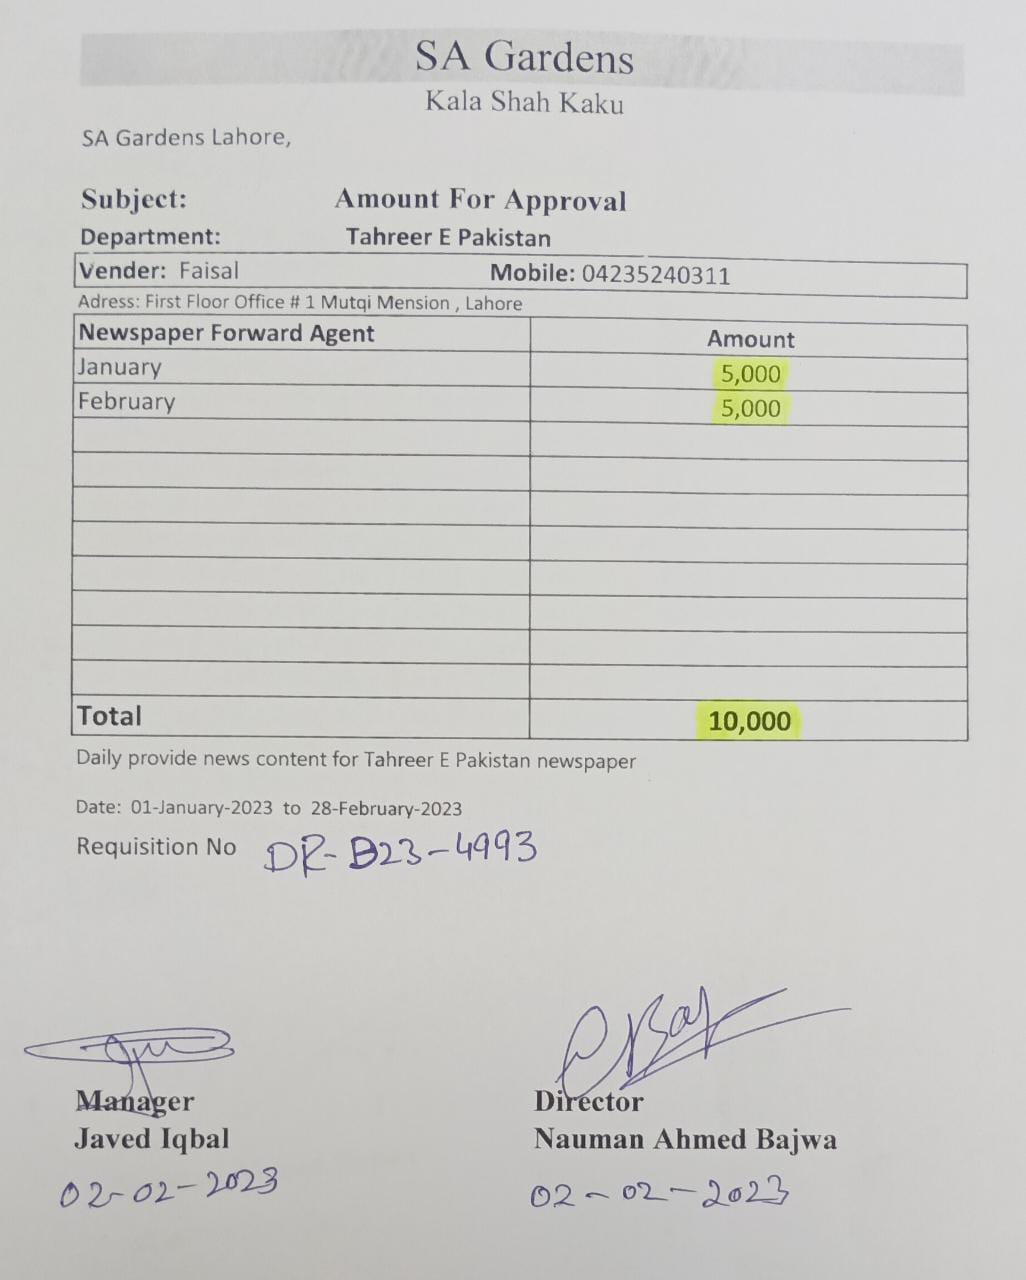 SA Gardens
Kala Shah Kaku
SA Gardens Lahore,
Subject: Amount For Approval
Department: Tahreer E Pakistan
Vender: Faisal Mobile: 04235240311
Adress: First Floor Office # 1 Mutqi Mension , Lahore
Newspaper Forward Agent Amount
January 5,000
February 5,000
Total 10,000
Daily provide news content for Tahreer E Pakistan newspaper
Date: 01-January-2023 to 28-February-2023
Requisition No DR-B23-4993
Manager Director
Javed Iqbal Nauman Ahmed Bajwa
02-02-2023 02-02-2023